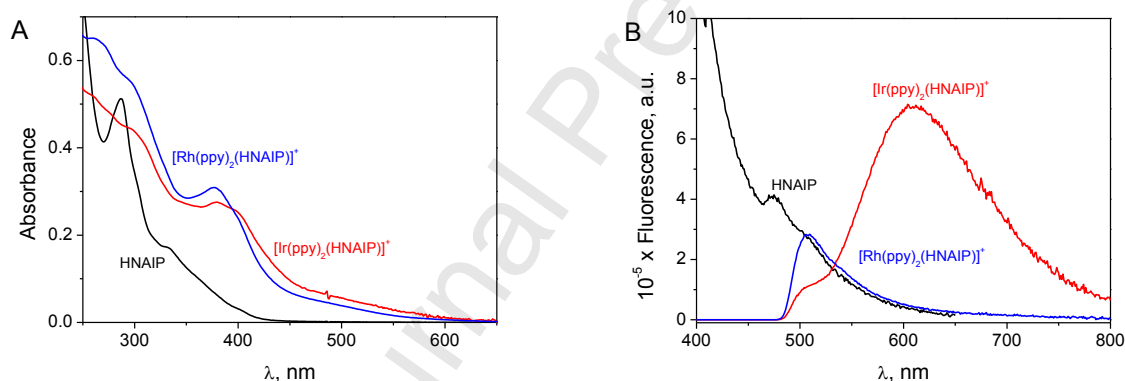 A
Absorbance
0.6
0.4
0.2
0.0
[Rh(ppy)2(HNAIP)]+
[Ir(ppy)2(HNAIP)]+
HNAIP
300
400
500
600
λ, nm
B
10-5 x Fluorescence, a.u.
10
8
6
4
2
0
[Ir(ppy)2(HNAIP)]+
HNAIP
[Rh(ppy)2(HNAIP)]+
400
500
600
700
800
λ, nm